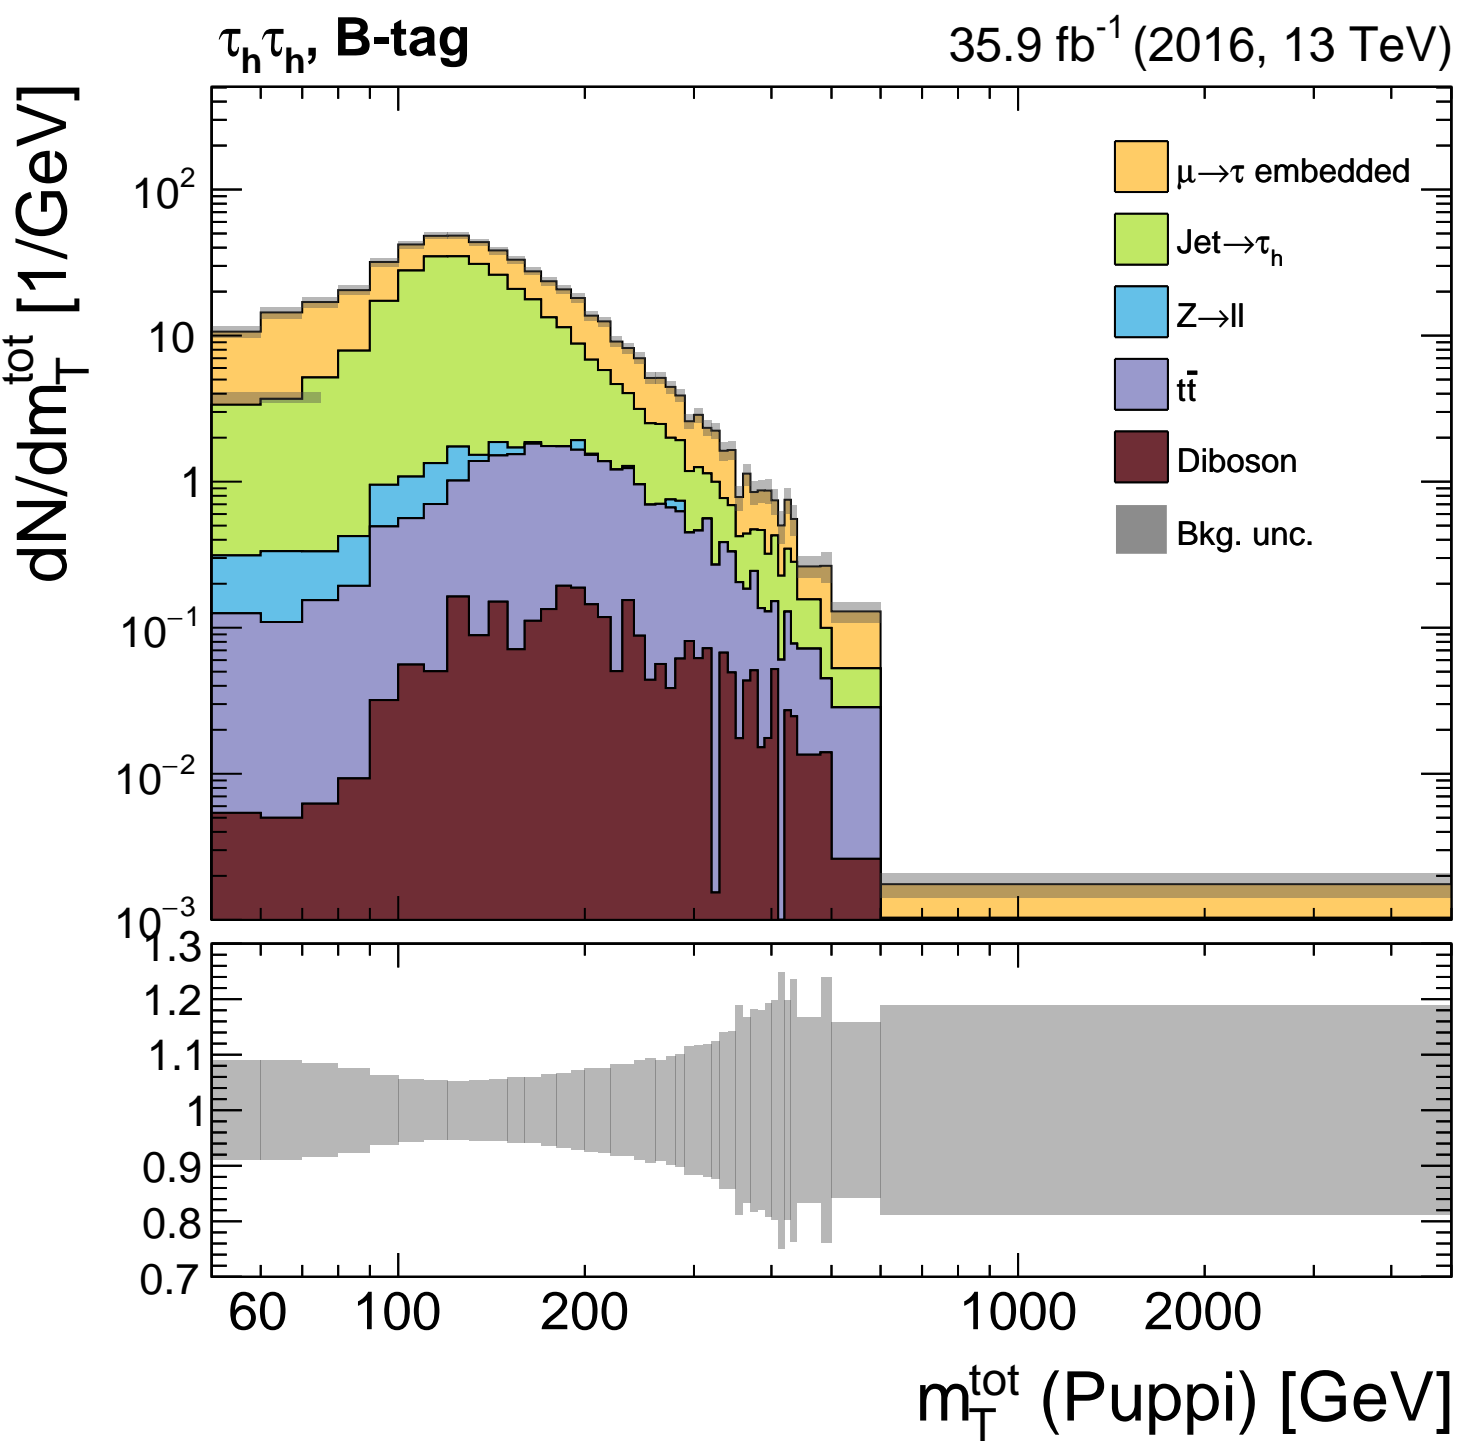 τhτh, B-tag
35.9 fb-1 (2016, 13 TeV)
dN/dmTtot [1/GeV]
μ→τ embedded
Jet→τh
Z→ll
tt̄
Diboson
Bkg. unc.
10²
10
1
10⁻¹
10⁻²
10⁻³
1.3
1.2
1.1
1
0.9
0.8
0.7
60 100 200 1000 2000
mTtot (Puppi) [GeV]